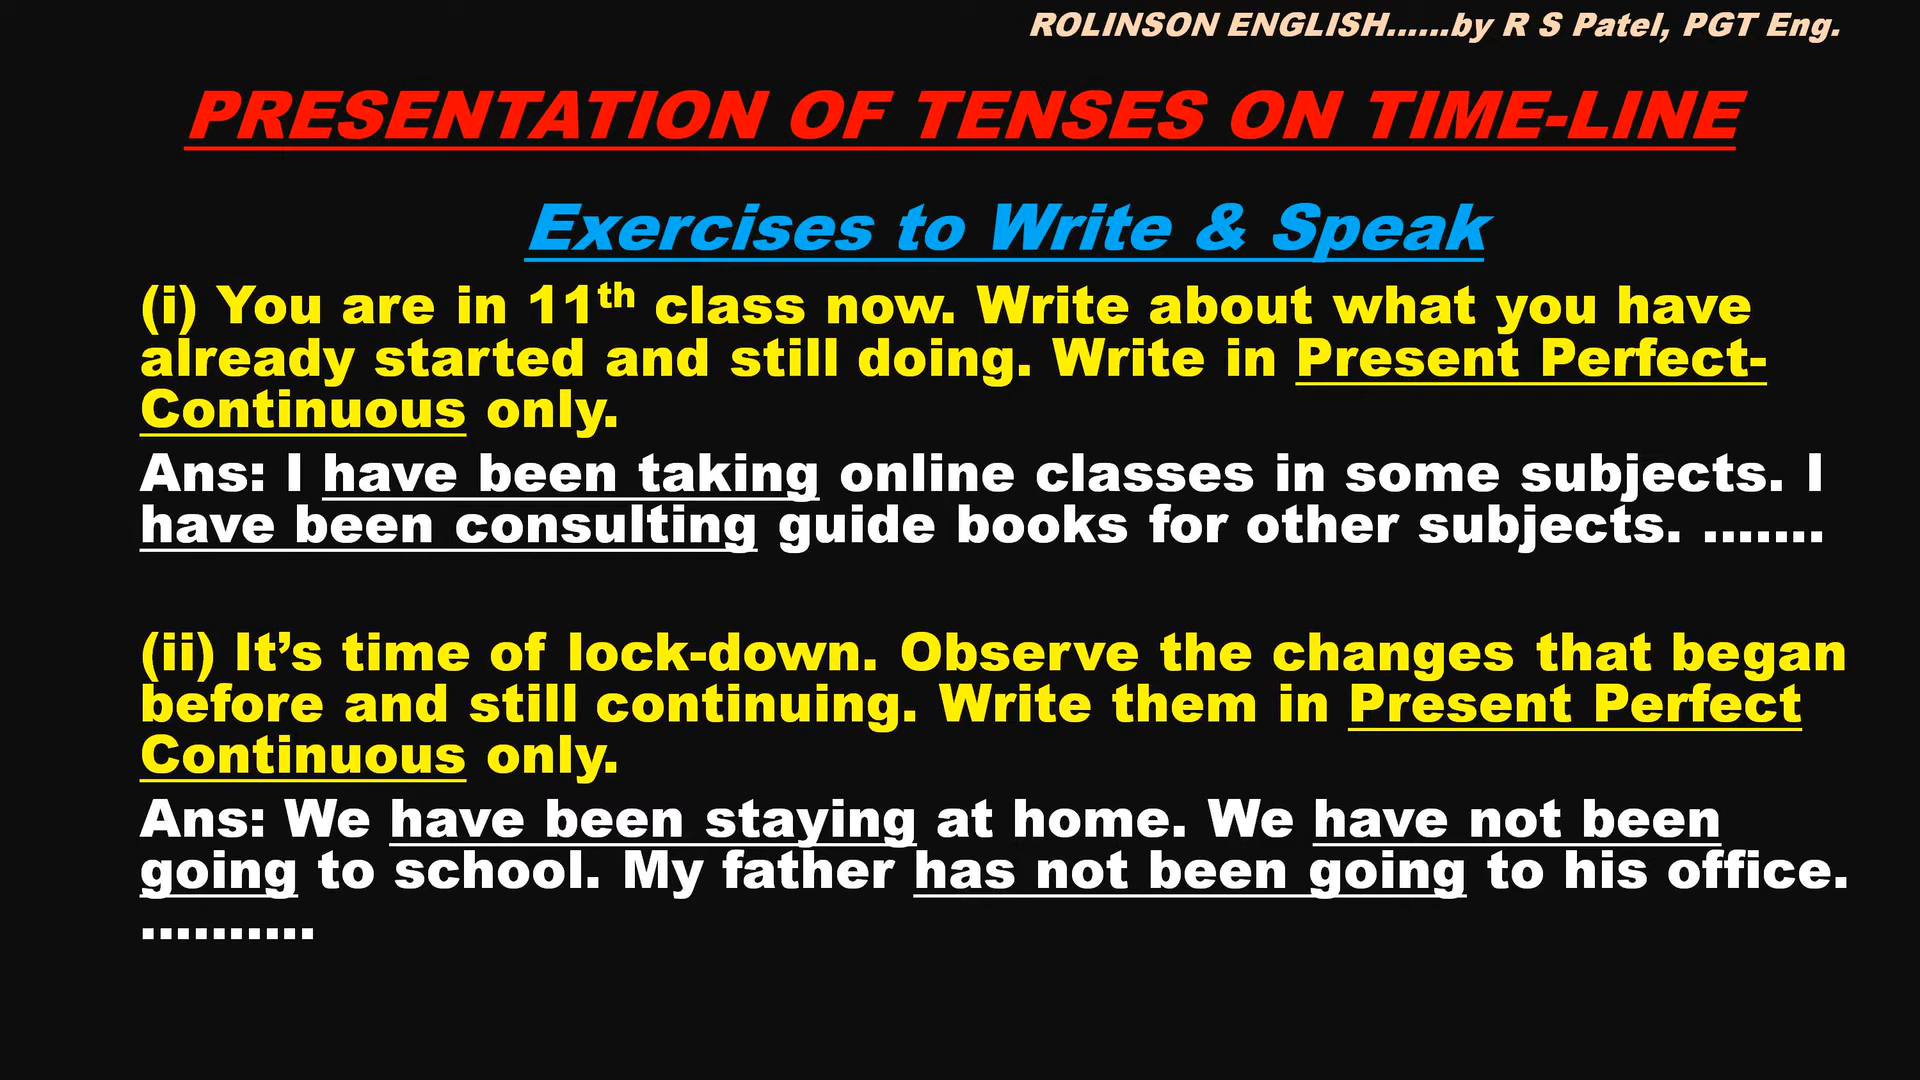 ROLINSON ENGLISH......by R S Patel, PGT Eng.
PRESENTATION OF TENSES ON TIME-LINE
Exercises to Write & Speak
(i) You are in 11th class now. Write about what you have
already started and still doing. Write in Present Perfect-
Continuous only.
Ans: I have been taking online classes in some subjects. I
have been consulting guide books for other subjects. .......
(ii) It’s time of lock-down. Observe the changes that began
before and still continuing. Write them in Present Perfect
Continuous only.
Ans: We have been staying at home. We have not been
going to school. My father has not been going to his office.
..........